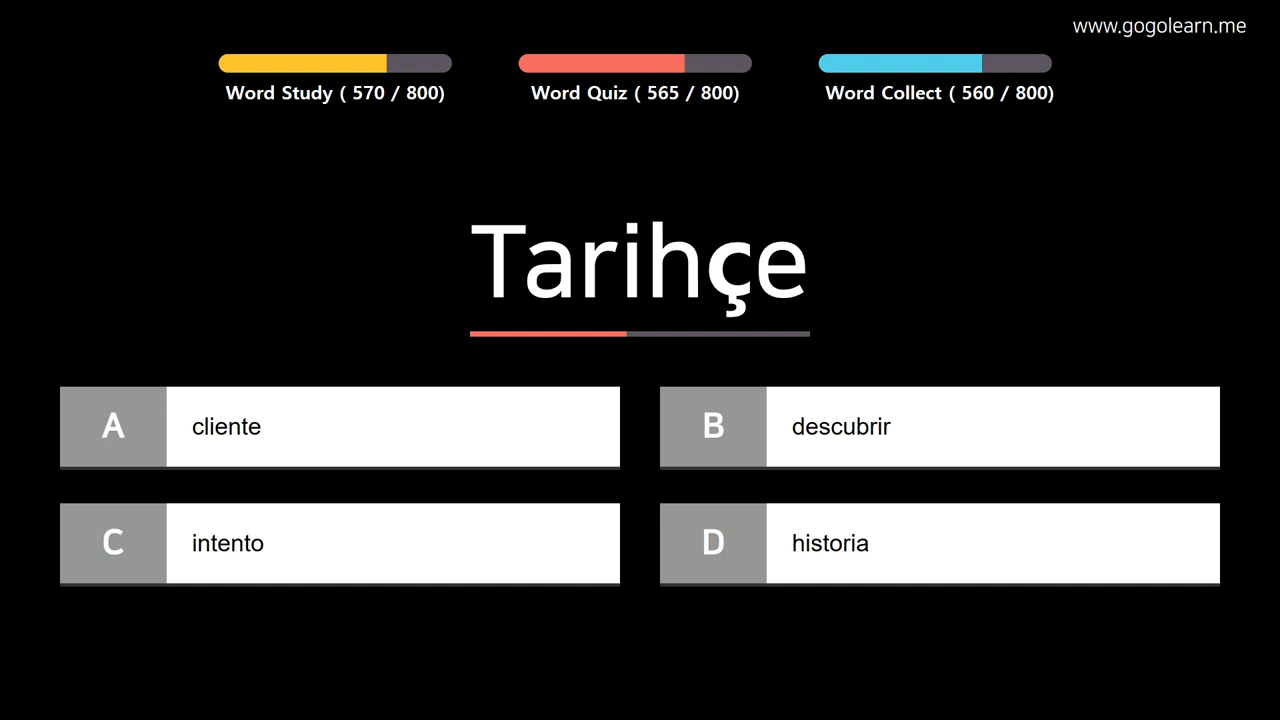 www.gogolearn.me
Word Study ( 570 / 800)
Word Quiz ( 565 / 800)
Word Collect ( 560 / 800)
Tarihçe
A cliente
B descubrir
C intento
D historia